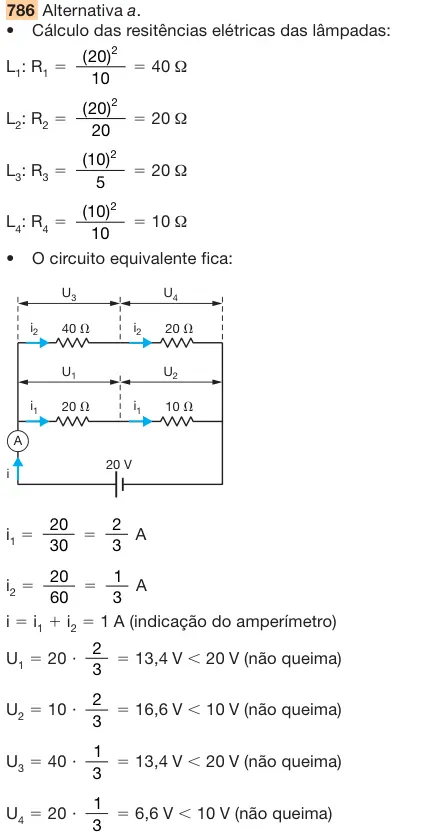 786 Alternativa a.
• Cálculo das resitências elétricas das lâmpadas:
L₁: R₁ = (20)²/10 = 40 Ω
L₂: R₂ = (20)²/20 = 20 Ω
L₃: R₃ = (10)²/5 = 20 Ω
L₄: R₄ = (10)²/10 = 10 Ω
• O circuito equivalente fica:
U₃ U₄
i₂ 40 Ω i₂ 20 Ω
U₁ U₂
i₁ 20 Ω i₁ 10 Ω
A
i
20 V
i₁ = 20/30 = 2/3 A
i₂ = 20/60 = 1/3 A
i = i₁ + i₂ = 1 A (indicação do amperímetro)
U₁ = 20 · 2/3 = 13,4 V < 20 V (não queima)
U₂ = 10 · 2/3 = 16,6 V < 10 V (não queima)
U₃ = 40 · 1/3 = 13,4 V < 20 V (não queima)
U₄ = 20 · 1/3 = 6,6 V < 10 V (não queima)